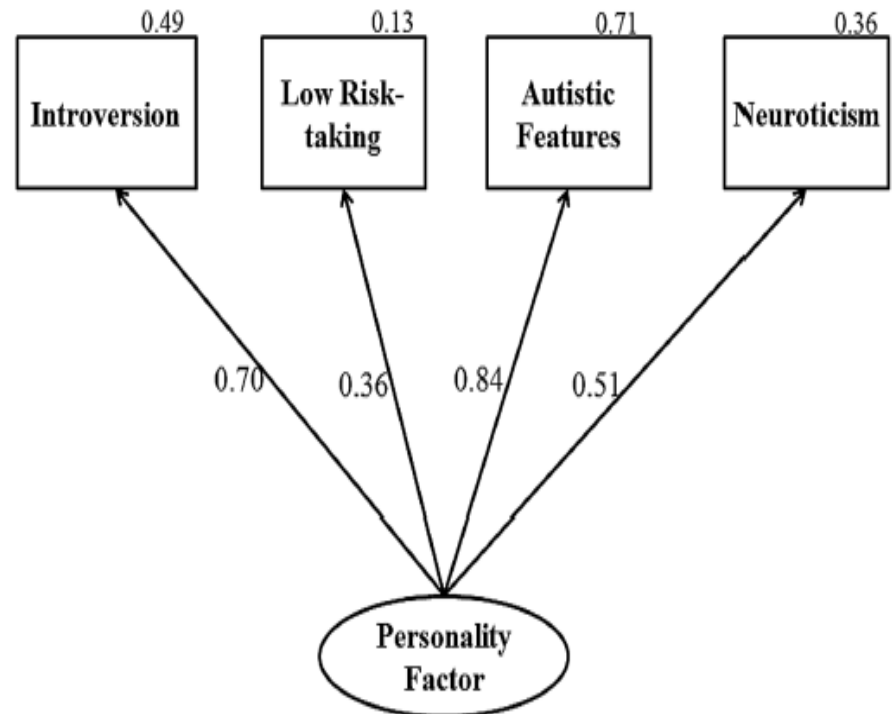 0.49
0.13
0.71
0.36
Introversion
Low Risk-
taking
Autistic
Features
Neuroticism
0.70
0.36
0.84
0.51
Personality
Factor